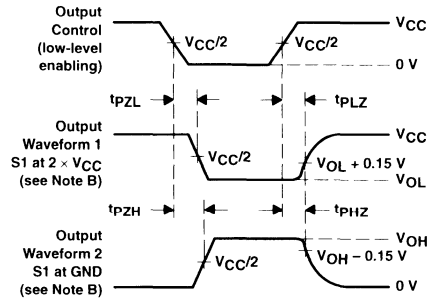 Output
Control
(low-level
enabling)
VCC/2
VCC/2
VCC
0 V
tPZL
tPLZ
Output
Waveform 1
S1 at 2 × VCC
(see Note B)
VCC/2
VCC
VOL + 0.15 V
VOL
tPZH
tPHZ
Output
Waveform 2
S1 at GND
(see Note B)
VCC/2
VOH
VOH − 0.15 V
0 V